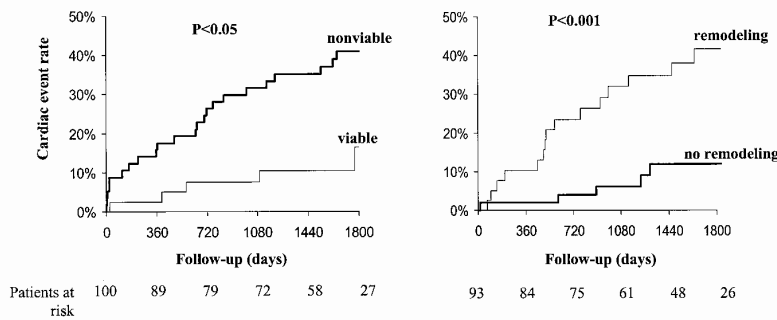 50%
40%
30%
20%
10%
0%
Cardiac event rate
P<0.05
nonviable
viable
0 360 720 1080 1440 1800
Follow-up (days)
50%
40%
30%
20%
10%
0%
P<0.001
remodeling
no remodeling
0 360 720 1080 1440 1800
Follow-up (days)
Patients at
risk
100 89 79 72 58 27
93 84 75 61 48 26